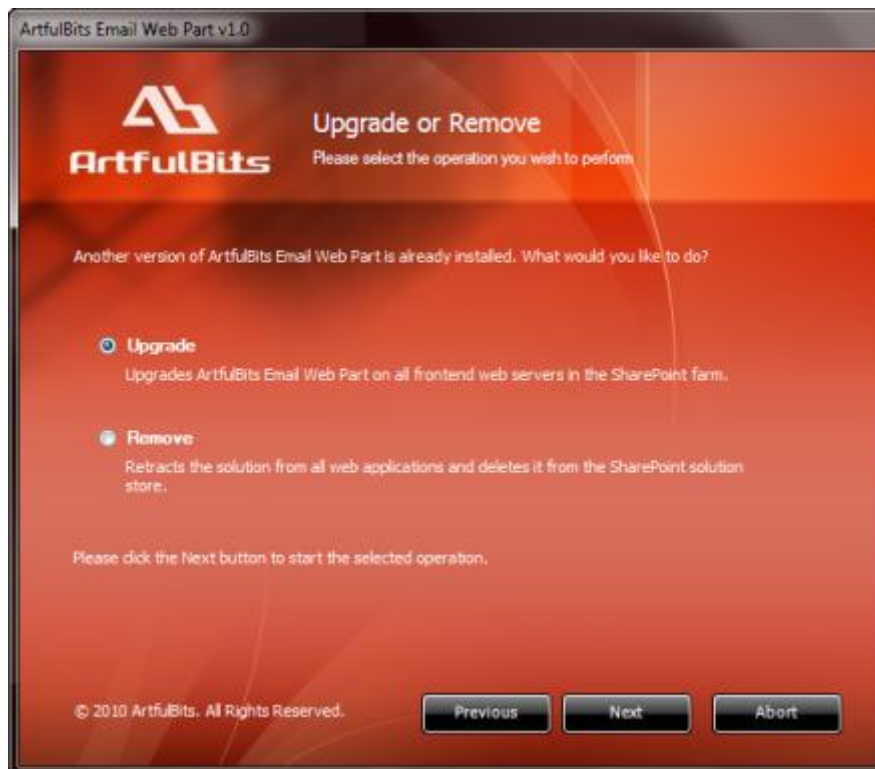 ArtfulBits Email Web Part v1.0
ArtfulBits
Upgrade or Remove
Please select the operation you wish to perform
Another version of ArtfulBits Email Web Part is already installed. What would you like to do?
Upgrade
Upgrades ArtfulBits Email Web Part on all frontend web servers in the SharePoint farm.
Remove
Retracts the solution from all web applications and deletes it from the SharePoint solution
store.
Please click the Next button to start the selected operation.
© 2010 ArtfulBits. All Rights Reserved.
Previous
Next
Abort